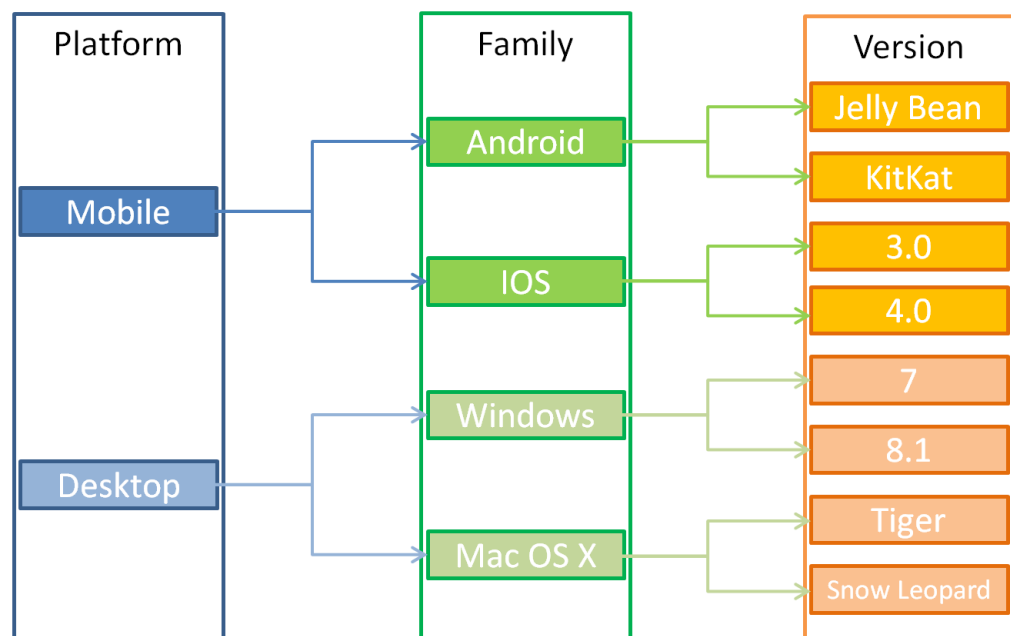 Platform
Family
Version
Mobile
Desktop
Android
IOS
Windows
Mac OS X
Jelly Bean
KitKat
3.0
4.0
7
8.1
Tiger
Snow Leopard